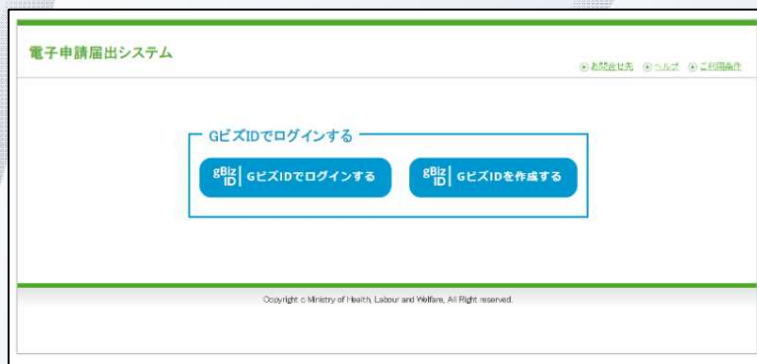 電子申請届出システム
お問合せ先 ヘルプ ご利用条件
GビズIDでログインする
gBiz ID GビズIDでログインする gBiz ID GビズIDを作成する
Copyright c Ministry of Health, Labour and Welfare, All Right reserved.